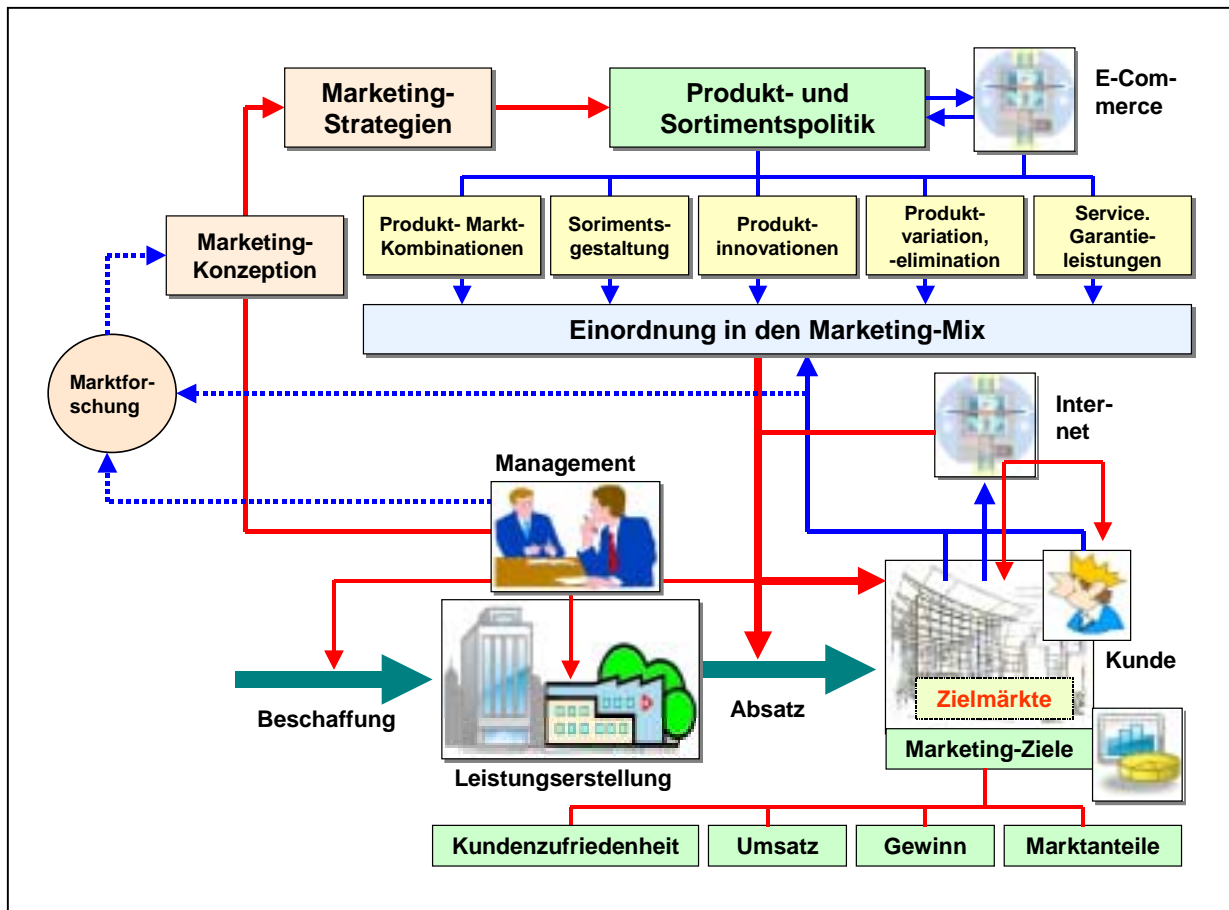 Marketing-
Strategien
Produkt- und
Sortimentspolitik
E-Com-
merce
Marketing-
Konzeption
Produkt- Markt-
Kombinationen
Soriments-
gestaltung
Produkt-
innovationen
Produkt-
variation,
-elimination
Service.
Garantie-
leistungen
Einordnung in den Marketing-Mix
Marktfor-
schung
Inter-
net
Management
Kunde
Beschaffung
Absatz
Zielmärkte
Leistungserstellung
Marketing-Ziele
Kundenzufriedenheit
Umsatz
Gewinn
Marktanteile